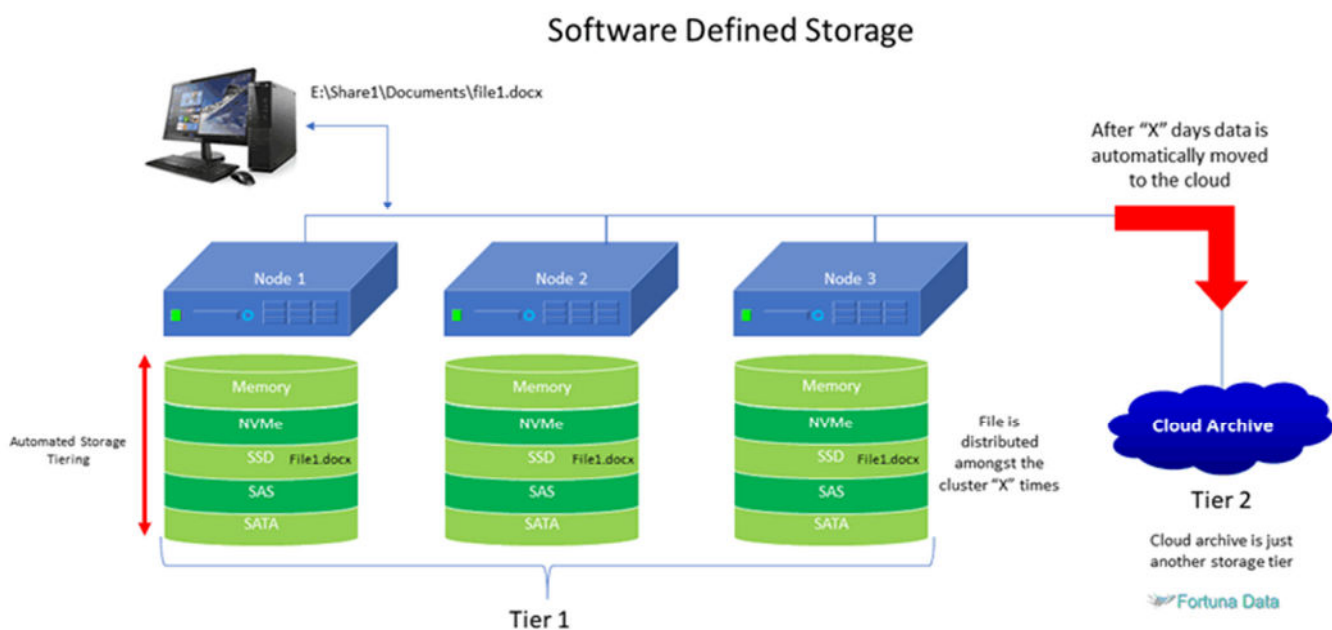 Software Defined Storage
E:\Share1\Documents\file1.docx
After “X” days data is
automatically moved
to the cloud
Node 1
Node 2
Node 3
Automated Storage
Tiering
Memory
NVMe
SSD
File1.docx
SAS
SATA
Memory
NVMe
SSD
File1.docx
SAS
SATA
Memory
NVMe
SSD
File1.docx
SAS
SATA
File is
distributed
amongst the
cluster “X” times
Cloud Archive
Tier 2
Cloud archive is just
another storage tier
Fortuna Data
Tier 1